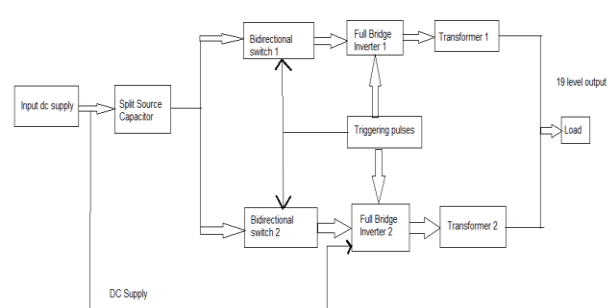 Bidirectional
switch 1
Full Bridge
Inverter 1
Transformer 1
19 level output
Input dc supply
Split Source
Capacitor
Triggering pulses
Load
Bidirectional
switch 2
Full Bridge
Inverter 2
Transformer 2
DC Supply